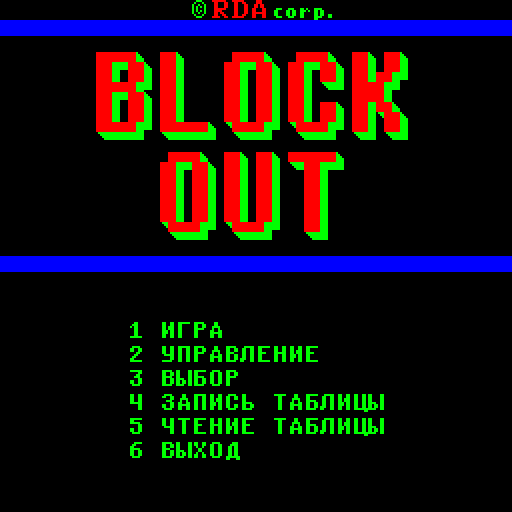 ©RDA corp.
BLOCK
OUT
1 ИГРА
2 УПРАВЛЕНИЕ
3 ВЫБОР
4 ЗАПИСЬ ТАБЛИЦЫ
5 ЧТЕНИЕ ТАБЛИЦЫ
6 ВЫХОД